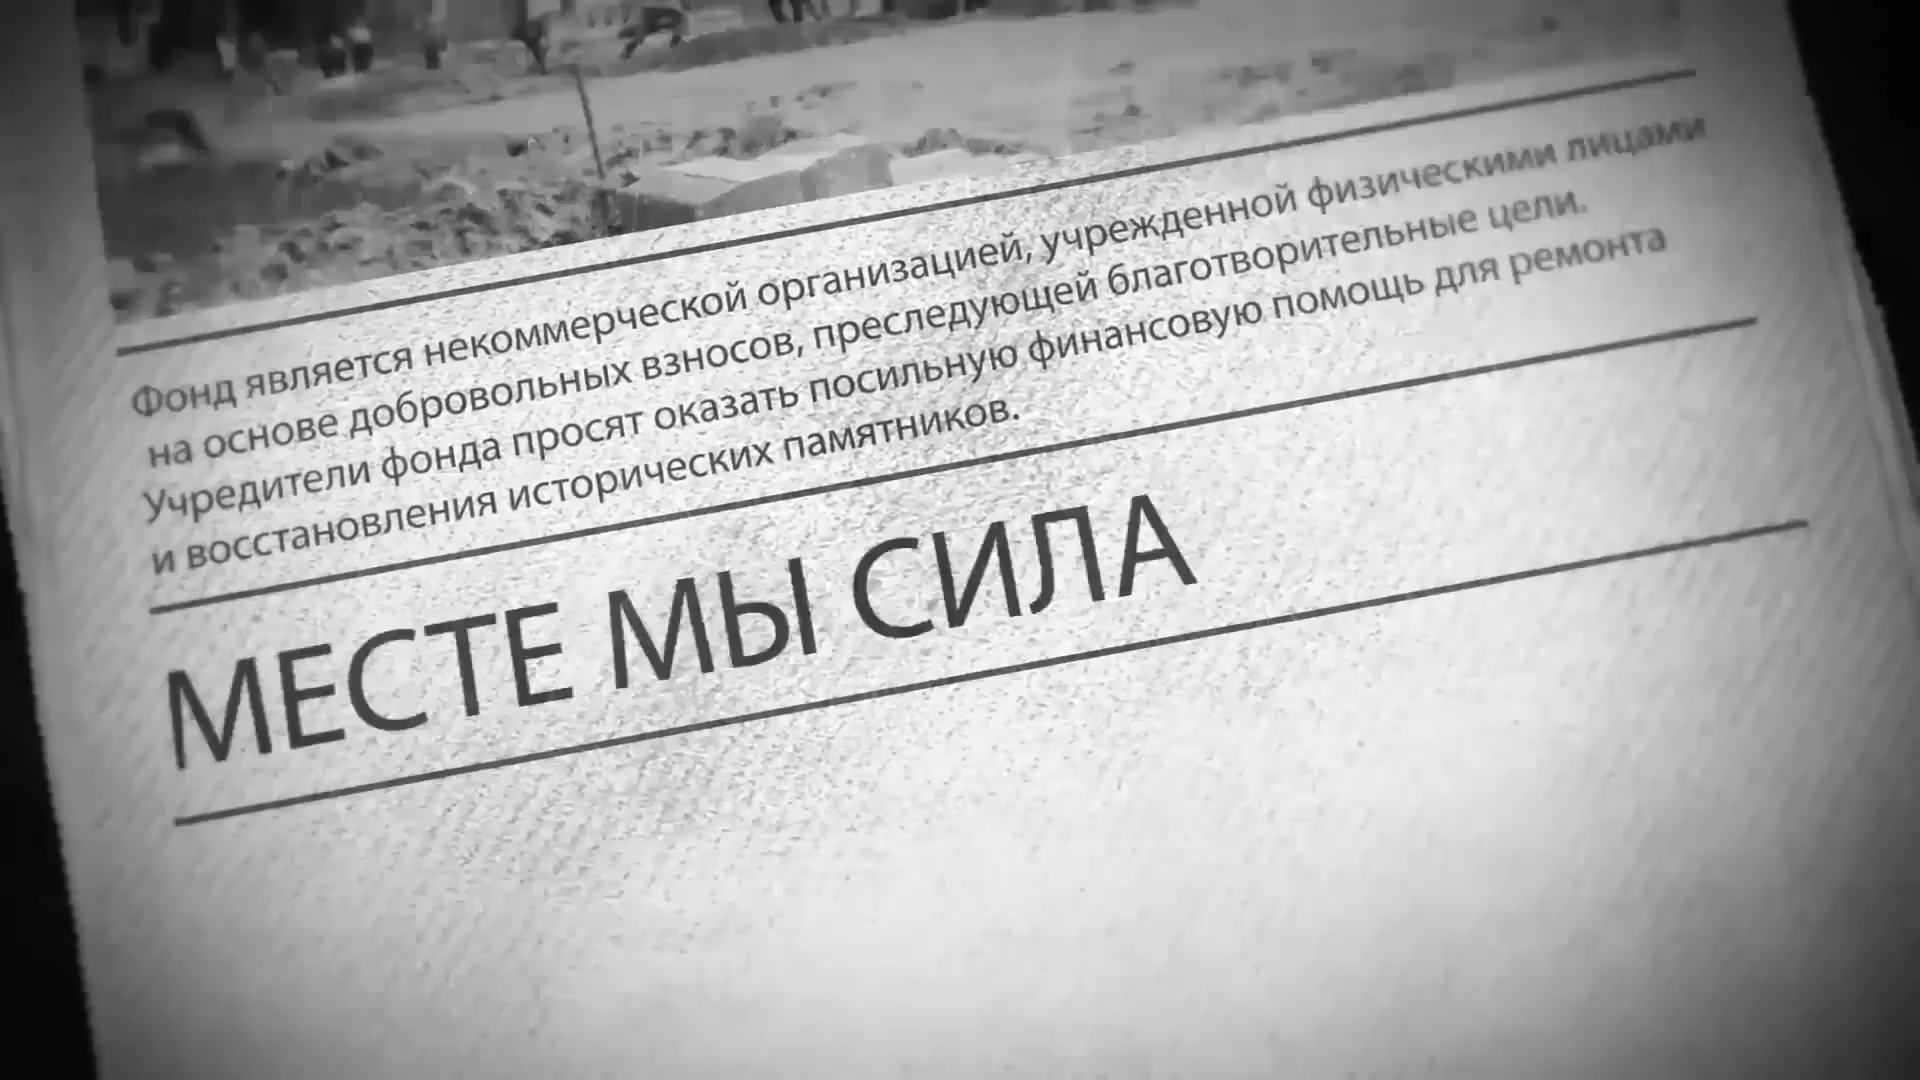 Фонд является некоммерческой организацией, учрежденной физическими лицами
на основе добровольных взносов, преследующей благотворительные цели.
Учредители фонда просят оказать посильную финансовую помощь для ремонта
и восстановления исторических памятников.
МЕСТЕ МЫ СИЛА